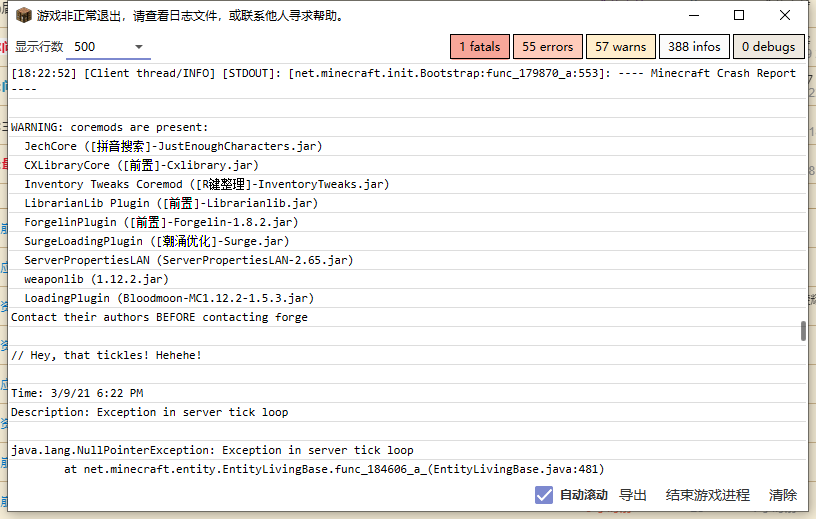 游戏非正常退出，请查看日志文件，或联系他人寻求帮助。
显示行数 500 1 fatals 55 errors 57 warns 388 infos 0 debugs
[18:22:52] [Client thread/INFO] [STDOUT]: [net.minecraft.init.Bootstrap:func_179870_a:553]: ---- Minecraft Crash Report
----
WARNING: coremods are present:
JechCore ([拼音搜索]-JustEnoughCharacters.jar)
CXLibraryCore ([前置]-Cxlibrary.jar)
Inventory Tweaks Coremod ([R键整理]-InventoryTweaks.jar)
LibrarianLib Plugin ([前置]-Librarianlib.jar)
ForgelinPlugin ([前置]-Forgelin-1.8.2.jar)
SurgeLoadingPlugin ([潮涌优化]-Surge.jar)
ServerPropertiesLAN (ServerPropertiesLAN-2.65.jar)
weaponlib (1.12.2.jar)
LoadingPlugin (Bloodmoon-MC1.12.2-1.5.3.jar)
Contact their authors BEFORE contacting forge
// Hey, that tickles! Hehehe!
Time: 3/9/21 6:22 PM
Description: Exception in server tick loop
java.lang.NullPointerException: Exception in server tick loop
at net.minecraft.entity.EntityLivingBase.func_184606_a_(EntityLivingBase.java:481)
自动滚动 导出 结束游戏进程 清除